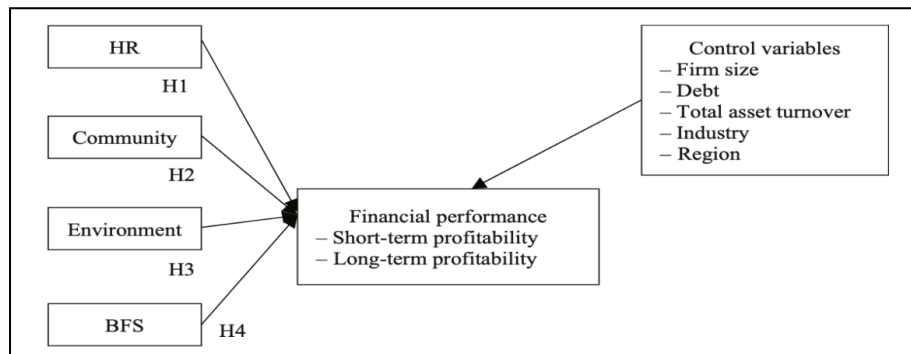 HR
H1
Community
H2
Environment
H3
BFS
H4
Financial performance
– Short-term profitability
– Long-term profitability
Control variables
– Firm size
– Debt
– Total asset turnover
– Industry
– Region